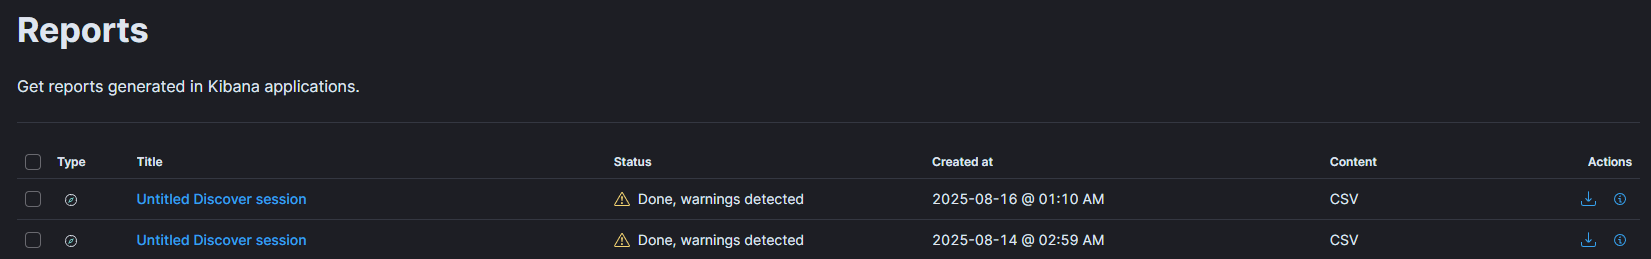 Reports
Get reports generated in Kibana applications.
Type Title Status Created at Content Actions
Untitled Discover session Done, warnings detected 2025-08-16 @ 01:10 AM CSV
Untitled Discover session Done, warnings detected 2025-08-14 @ 02:59 AM CSV